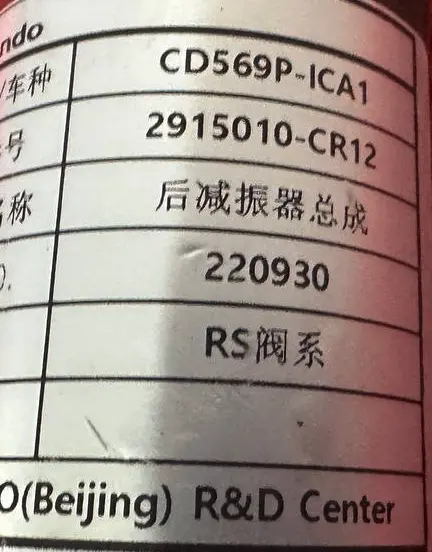 ndo
/车种 CD569P-ICA1
号 2915010-CR12
名称 后减振器总成
O. 220930
RS阀系
O(Beijing) R&D Center